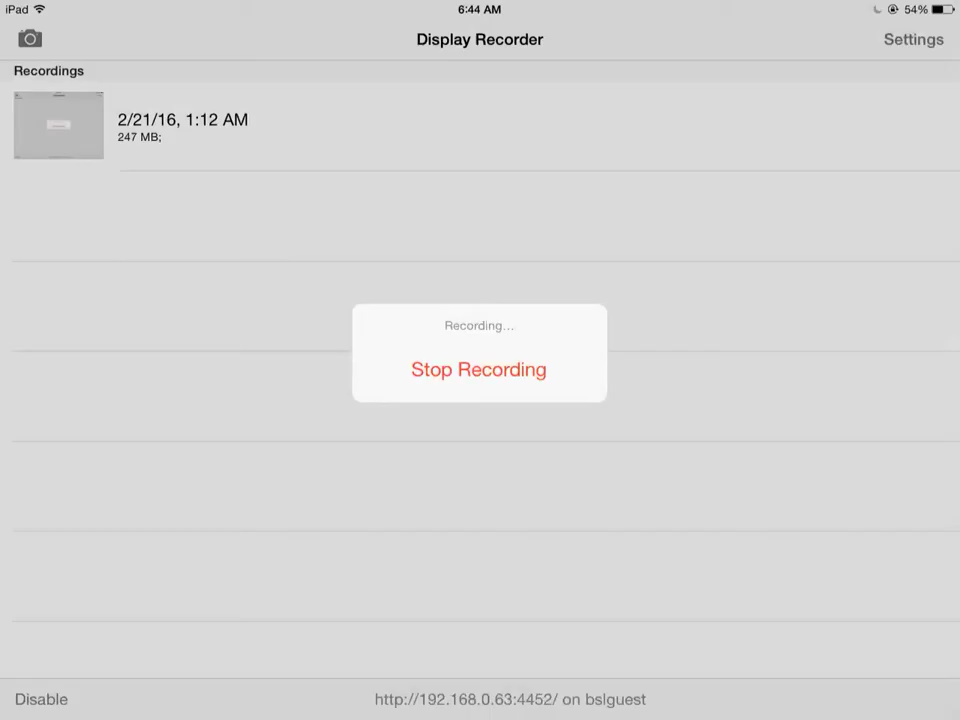 iPad 6:44 AM 54%
Display Recorder Settings
Recordings
2/21/16, 1:12 AM
247 MB;
Recording...
Stop Recording
Disable http://192.168.0.63:4452/ on bslguest